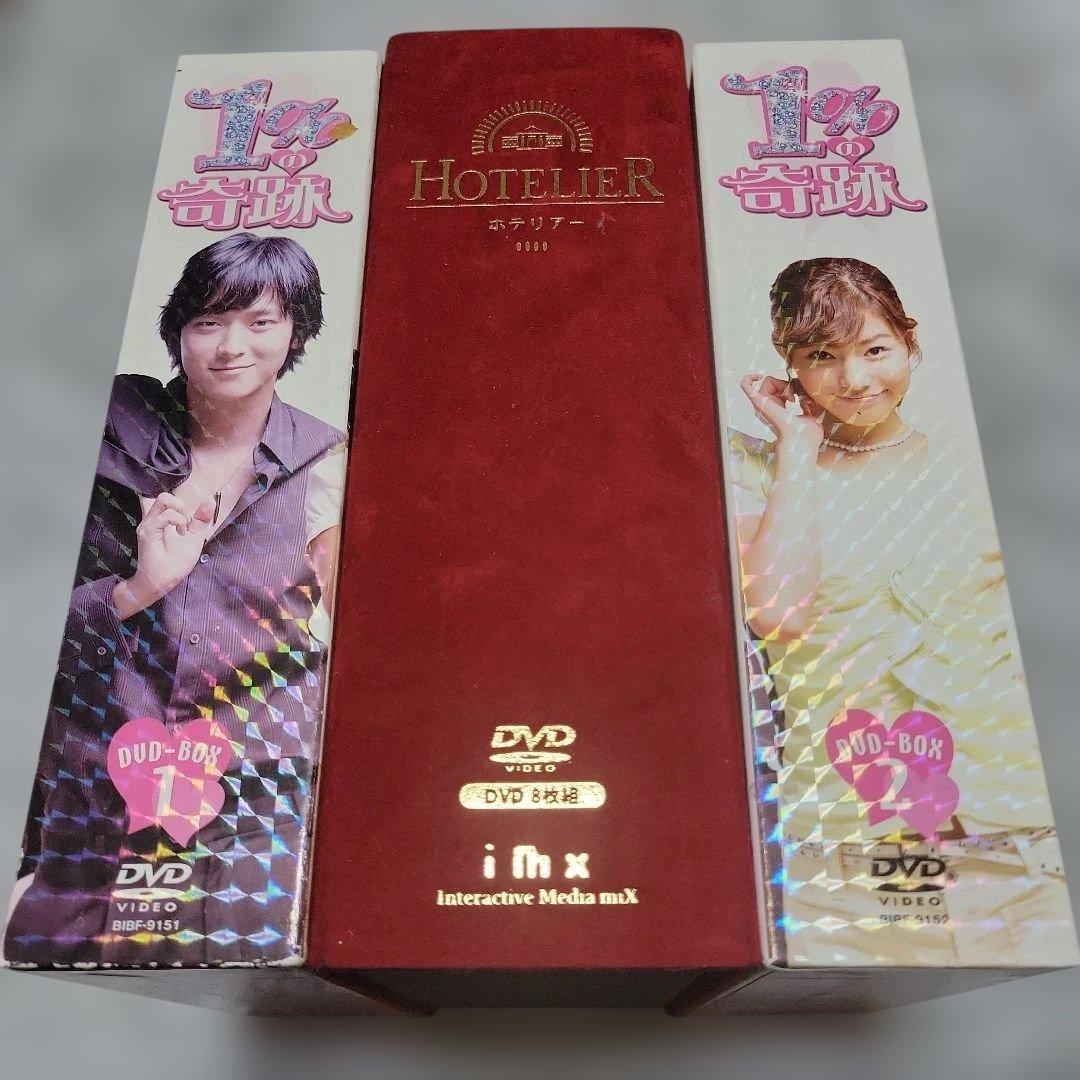 1%の
奇跡
DVD-BOX
1
DVD
VIDEO
BIBF-9151
HOTELIER
ホテリアー
DVD
VIDEO
DVD 8枚組
imx
Interactive Media miX
1%の
奇跡
DVD-BOX
2
DVD
VIDEO
BIBF-9152